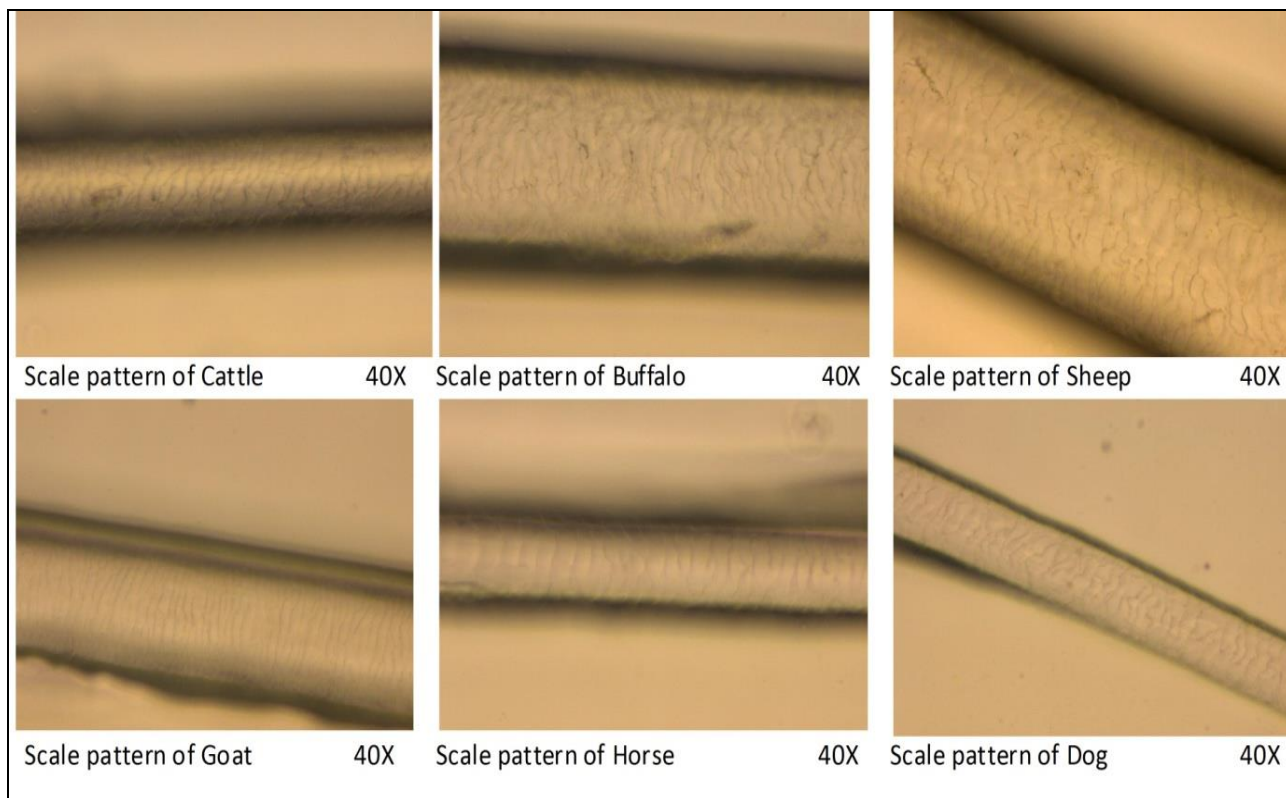 Scale pattern of Cattle 40X
Scale pattern of Buffalo 40X
Scale pattern of Sheep 40X
Scale pattern of Goat 40X
Scale pattern of Horse 40X
Scale pattern of Dog 40X